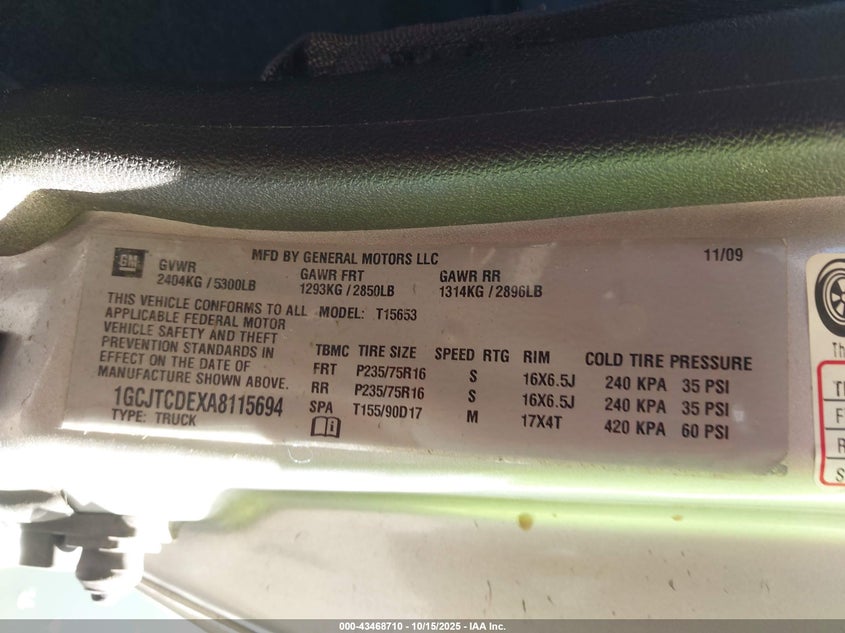 GM
GVWR
2404KG / 5300LB
MFD BY GENERAL MOTORS LLC
11/09
GAWR FRT
1293KG / 2850LB
GAWR RR
1314KG / 2896LB
THIS VEHICLE CONFORMS TO ALL
APPLICABLE FEDERAL MOTOR
VEHICLE SAFETY AND THEFT
PREVENTION STANDARDS IN
EFFECT ON THE DATE OF
MANUFACTURE SHOWN ABOVE.
1GCJTCDEXA8115694
TYPE: TRUCK
MODEL: T15653
TBMC TIRE SIZE SPEED RTG RIM COLD TIRE PRESSURE
FRT P235/75R16 S 16X6.5J 240 KPA 35 PSI
RR P235/75R16 S 16X6.5J 240 KPA 35 PSI
SPA T155/90D17 M 17X4T 420 KPA 60 PSI
000-43468710 - 10/15/2025 - IAA Inc.